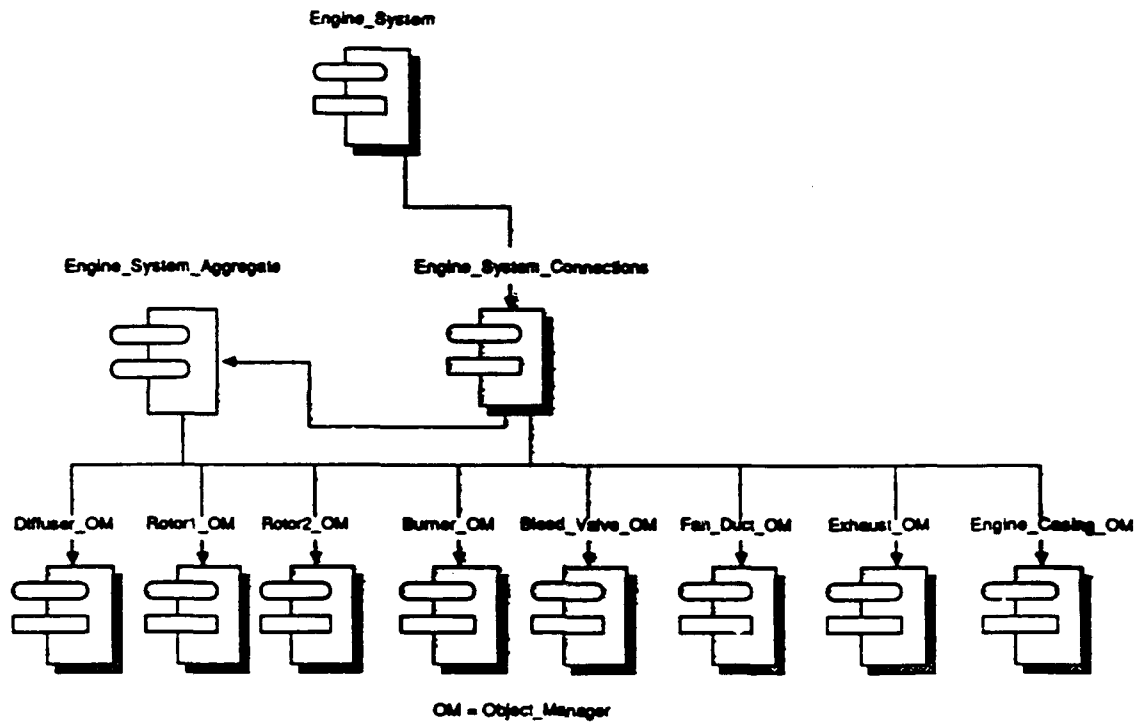 Engine_System
Engine_System_Aggregate
Engine_System_Connections
Diffuser_OM
Rotor1_OM
Rotor2_OM
Burner_OM
Bleed_Valve_OM
Fan_Duct_OM
Exhaust_OM
Engine_Casing_OM
OM = Object_Manager